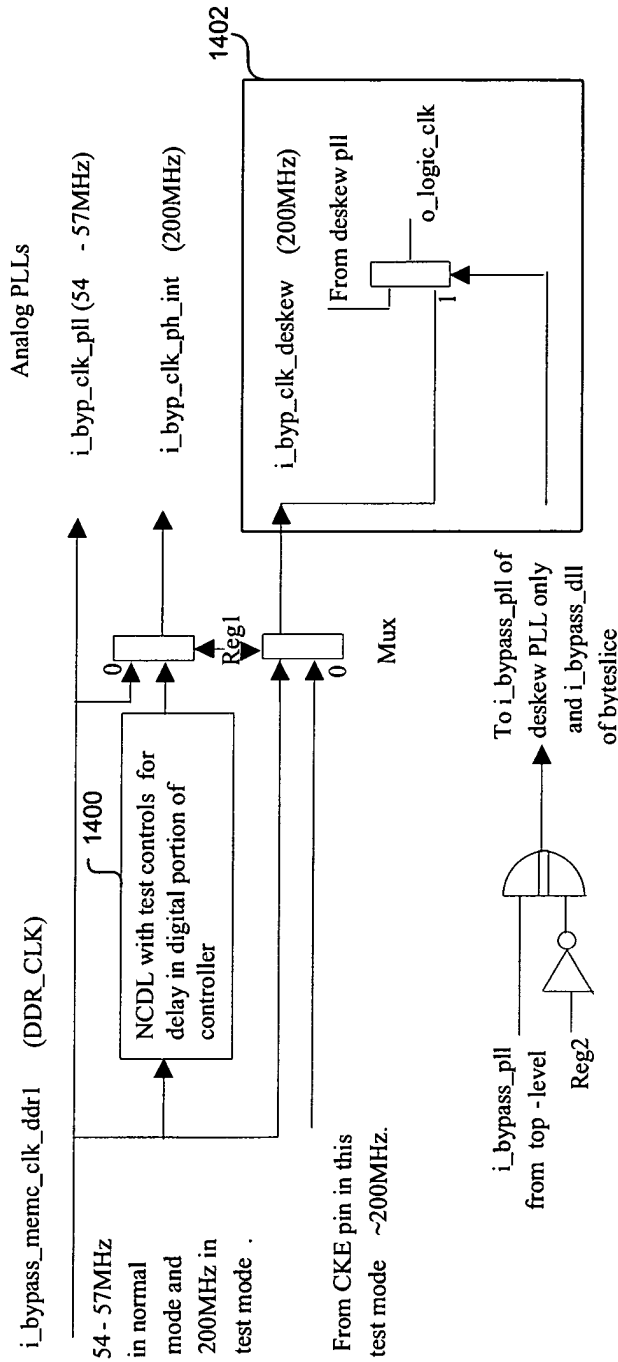 i_bypass_memc_clk_ddr1 (DDR_CLK)
54 - 57MHz
in normal
mode and
200MHz in
test mode .
From CKE pin in this
test mode ~200MHz.
1400
NCDL with test controls for
delay in digital portion of
controller
0
Reg1
0
Mux
Analog PLLs
i_byp_clk_pll (54 - 57MHz)
i_byp_clk_ph_int (200MHz)
i_byp_clk_deskew (200MHz)
1402
From deskew pll
1
o_logic_clk
i_bypass_pll
from top -level
Reg2
To i_bypass_pll of
deskew PLL only
and i_bypass_dll
of byteslice